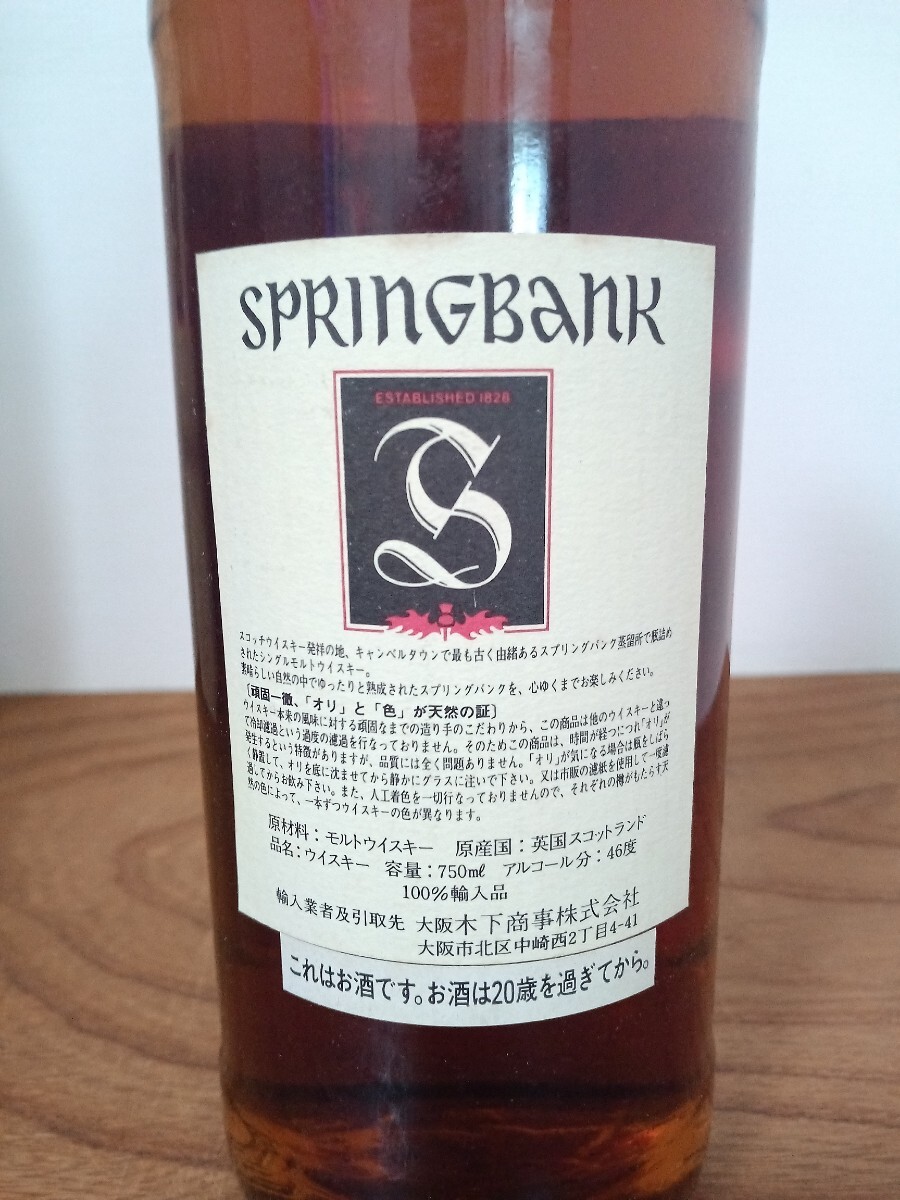 SPRINGBANK
ESTABLISHED 1828
S
スコッチウイスキー発祥の地、キャンベルタウンで最も古く由緒あるスプリングバンク蒸留所で瓶詰め
されたシングルモルトウイスキー。
素晴らしい自然の中でゆったりと熟成されたスプリングバンクを、心ゆくまでお楽しみください。
〔頑固一徹、「オリ」と「色」が天然の証〕
ウイスキー本来の風味に対する頑固なまでの造り手のこだわりから、この商品は他のウイスキーと違っ
て冷却濾過という過度の濾過を行なっておりません。そのためこの商品は、時間が経つにつれ「オリ」が
発生するという特徴がありますが、品質には全く問題ありません。「オリ」が気になる場合は瓶をしばら
く静置して、オリを底に沈ませてから静かにグラスに注いで下さい。又は市販の濾紙を使用して一度濾
過してからお飲み下さい。また、人工着色を一切行なっておりませんので、それぞれの樽がもたらす天
然の色によって、一本ずつウイスキーの色が異なります。
原材料：モルトウイスキー 原産国：英国スコットランド
品名：ウイスキー 容量：750mℓ アルコール分：46度
100％輸入品
輸入業者及引取先 大阪木下商事株式会社
大阪市北区中崎西2丁目4-41
これはお酒です。お酒は20歳を過ぎてから。